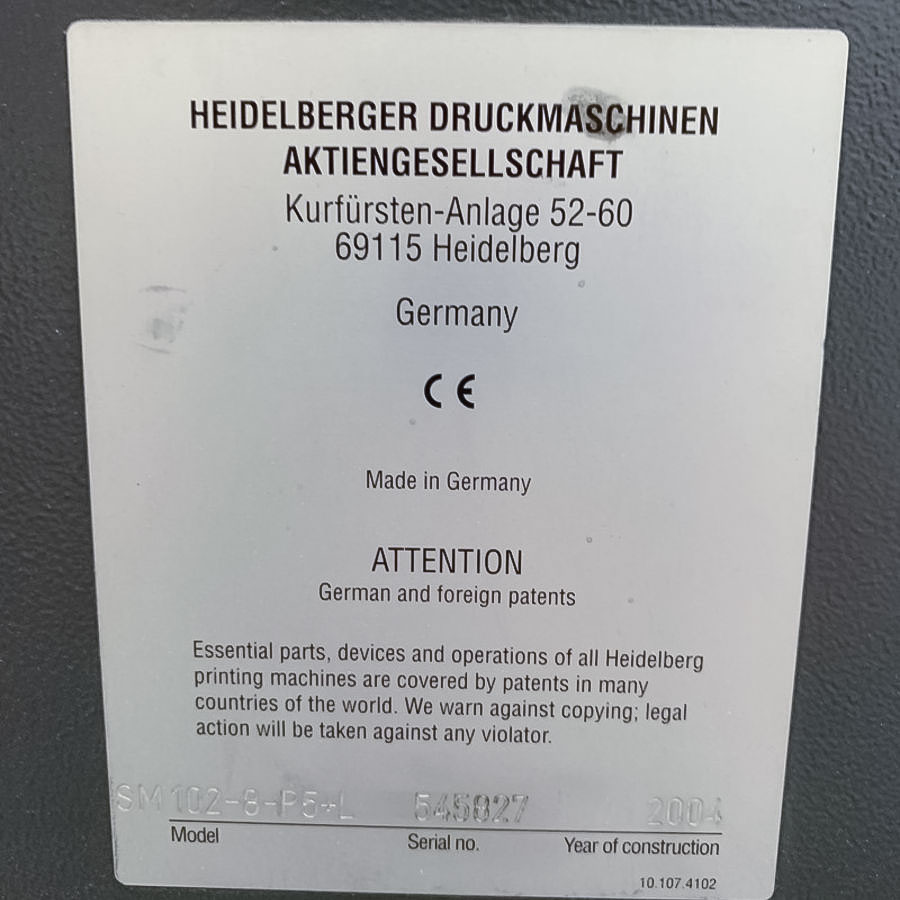 HEIDELBERGER DRUCKMASCHINEN
AKTIENGESELLSCHAFT
Kurfürsten-Anlage 52-60
69115 Heidelberg
Germany
CE
Made in Germany
ATTENTION
German and foreign patents
Essential parts, devices and operations of all Heidelberg
printing machines are covered by patents in many
countries of the world. We warn against copying; legal
action will be taken against any violator.
SM102-8-P5+L 545827 2004
Model Serial no. Year of construction
10.107.4102